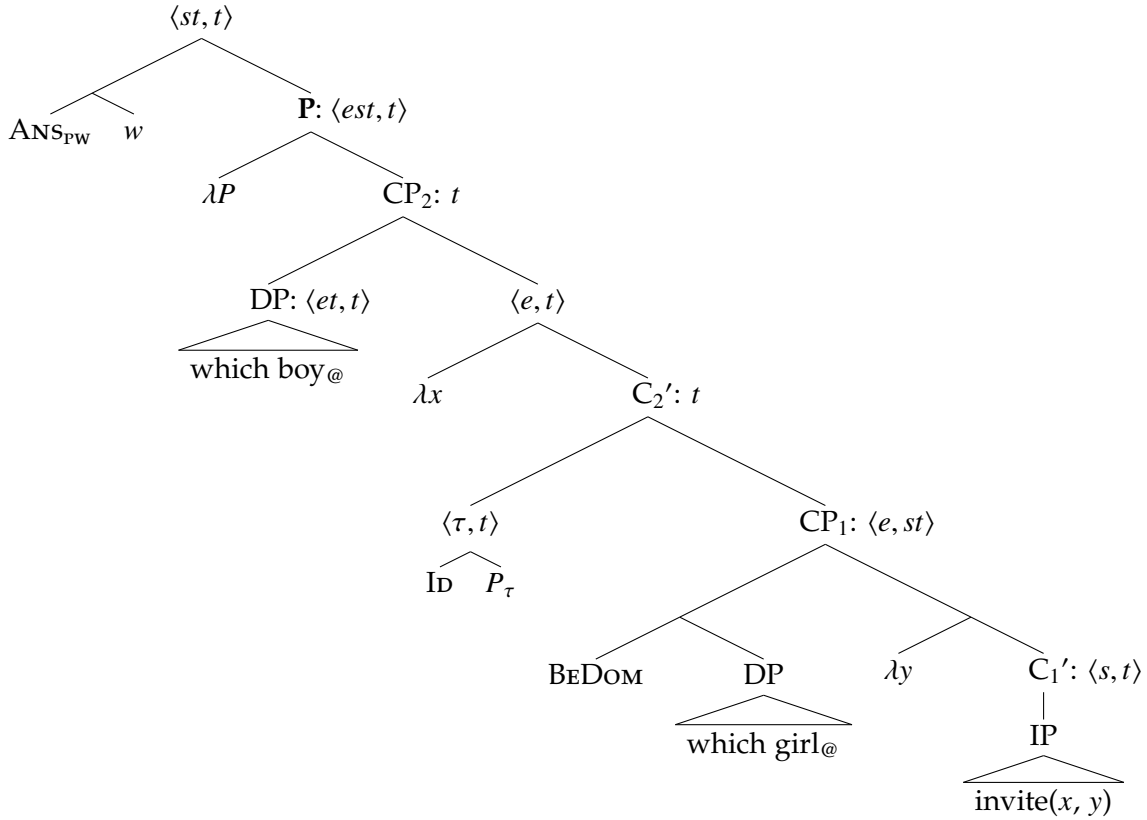 ⟨st, t⟩
Ans_PW w P: ⟨est, t⟩
λP CP₂: t
DP: ⟨et, t⟩ ⟨e, t⟩
which boy@
λx C₂′: t
⟨τ, t⟩ CP₁: ⟨e, st⟩
Id P_τ
BeDom DP λy C₁′: ⟨s, t⟩
which girl@ IP
invite(x, y)